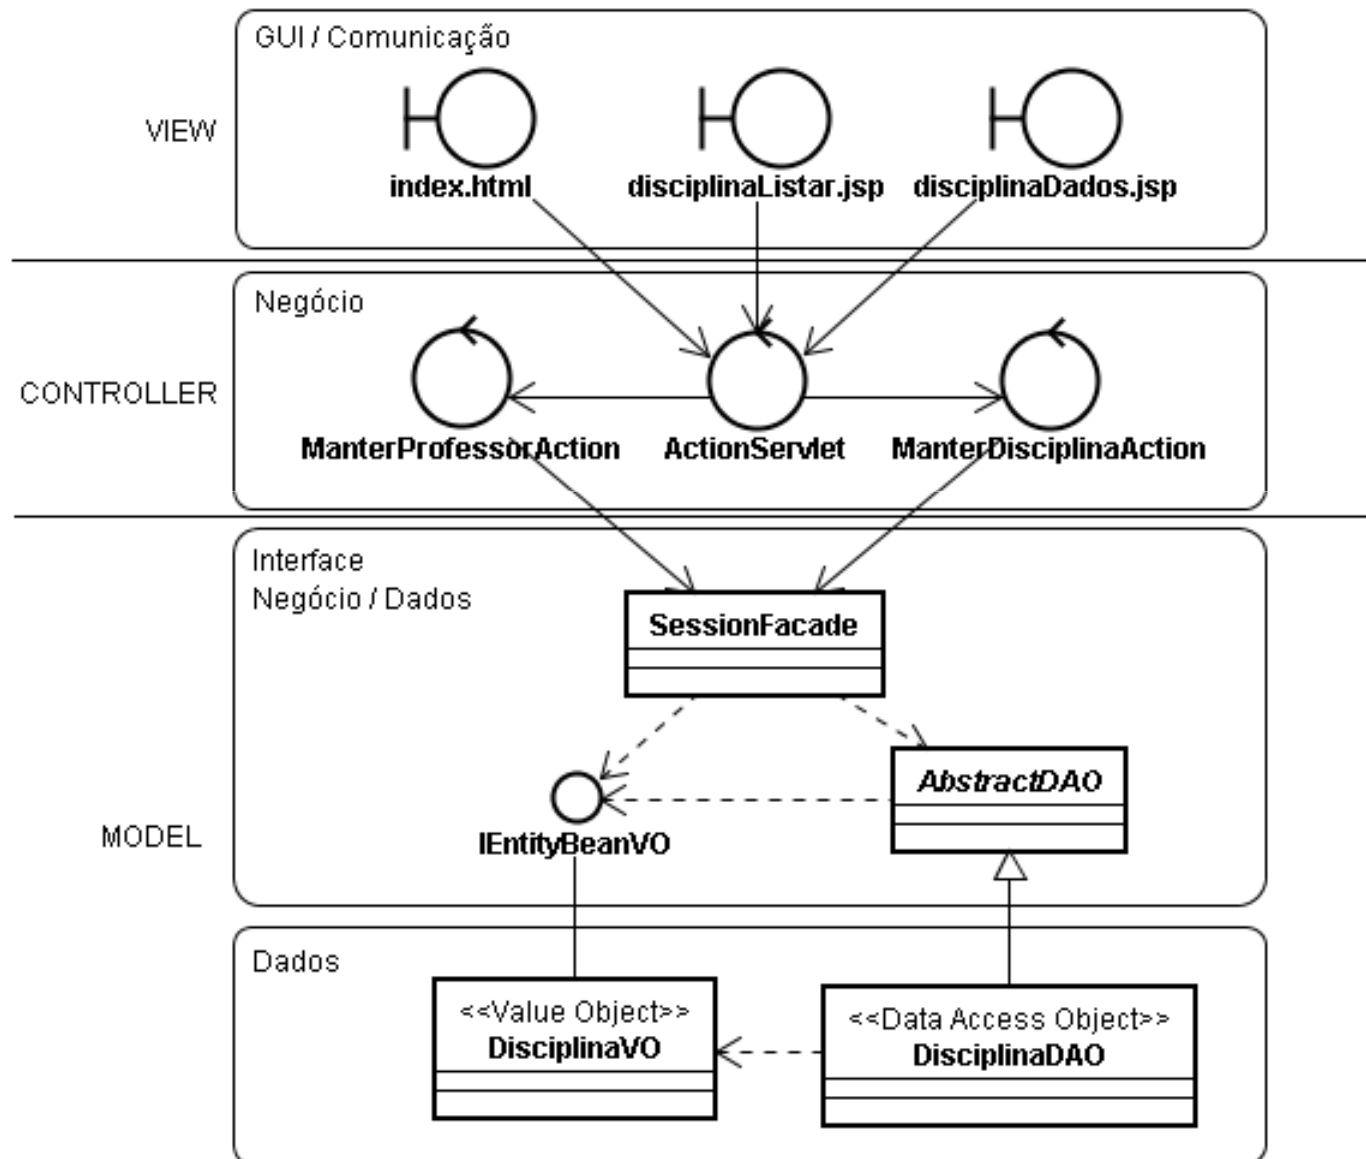 GUI / Comunicação
VIEW
index.html
disciplinaListar.jsp
disciplinaDados.jsp
Negócio
CONTROLLER
ManterProfessorAction
ActionServlet
ManterDisciplinaAction
Interface
Negócio / Dados
SessionFacade
AbstractDAO
IEntityBeanVO
MODEL
Dados
<<Value Object>>
DisciplinaVO
<<Data Access Object>>
DisciplinaDAO